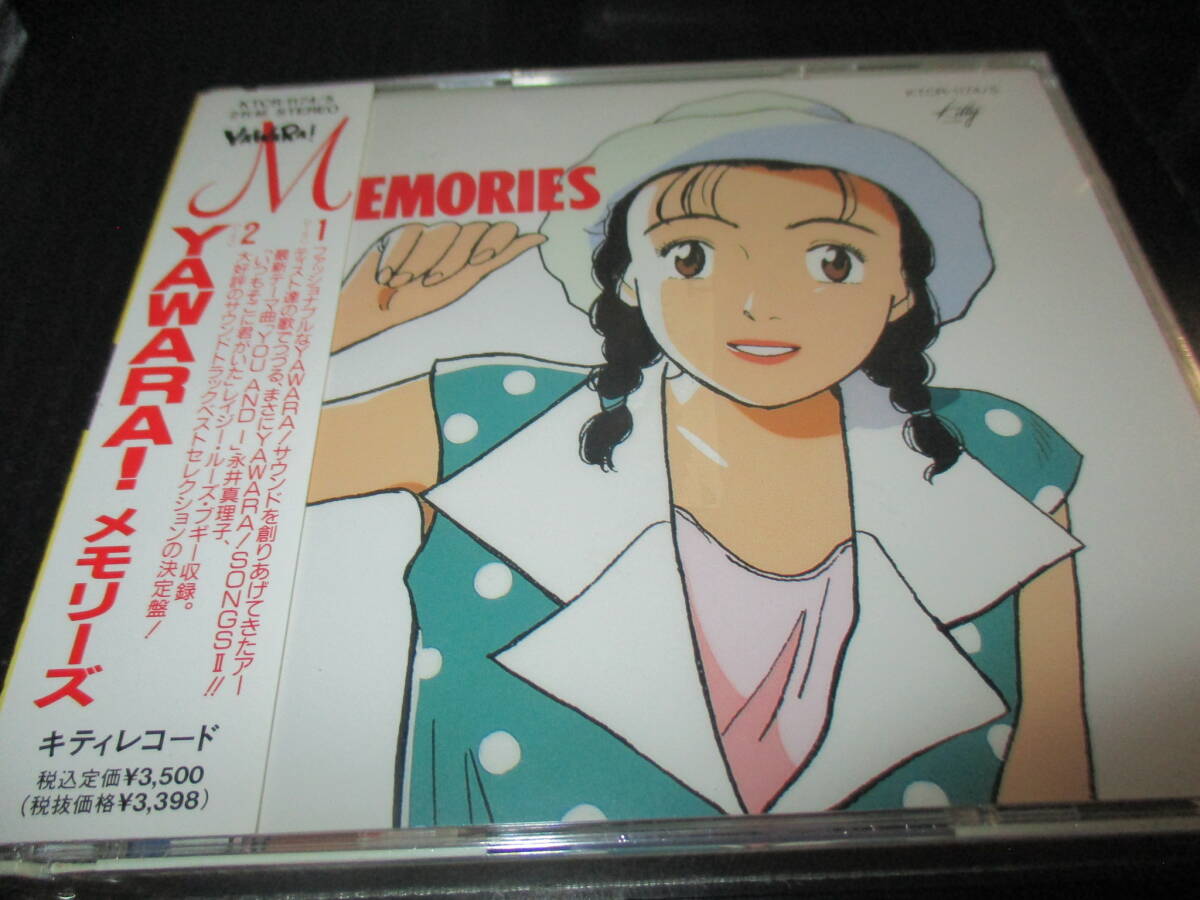 KTCR-1174/5
2枚組 STEREO
YAWARA!
MEMORIES
YAWARA! メモリーズ
1
ファッショナブルなYAWARA!サウンドを創りあげてきたアー
ティスト達の歌でつづる、まさにYAWARA!SONGSⅡ!!
最新テーマ曲「YOU AND I」永井真理子、
「いつもそこに君がいた」レイジー・ルーズ・ブギー収録。
2
大好評のサウンドトラックベストセレクションの決定盤!
キティレコード
税込定価¥3,500
(税抜価格¥3,398)
KTCR-1174/5
Kitty